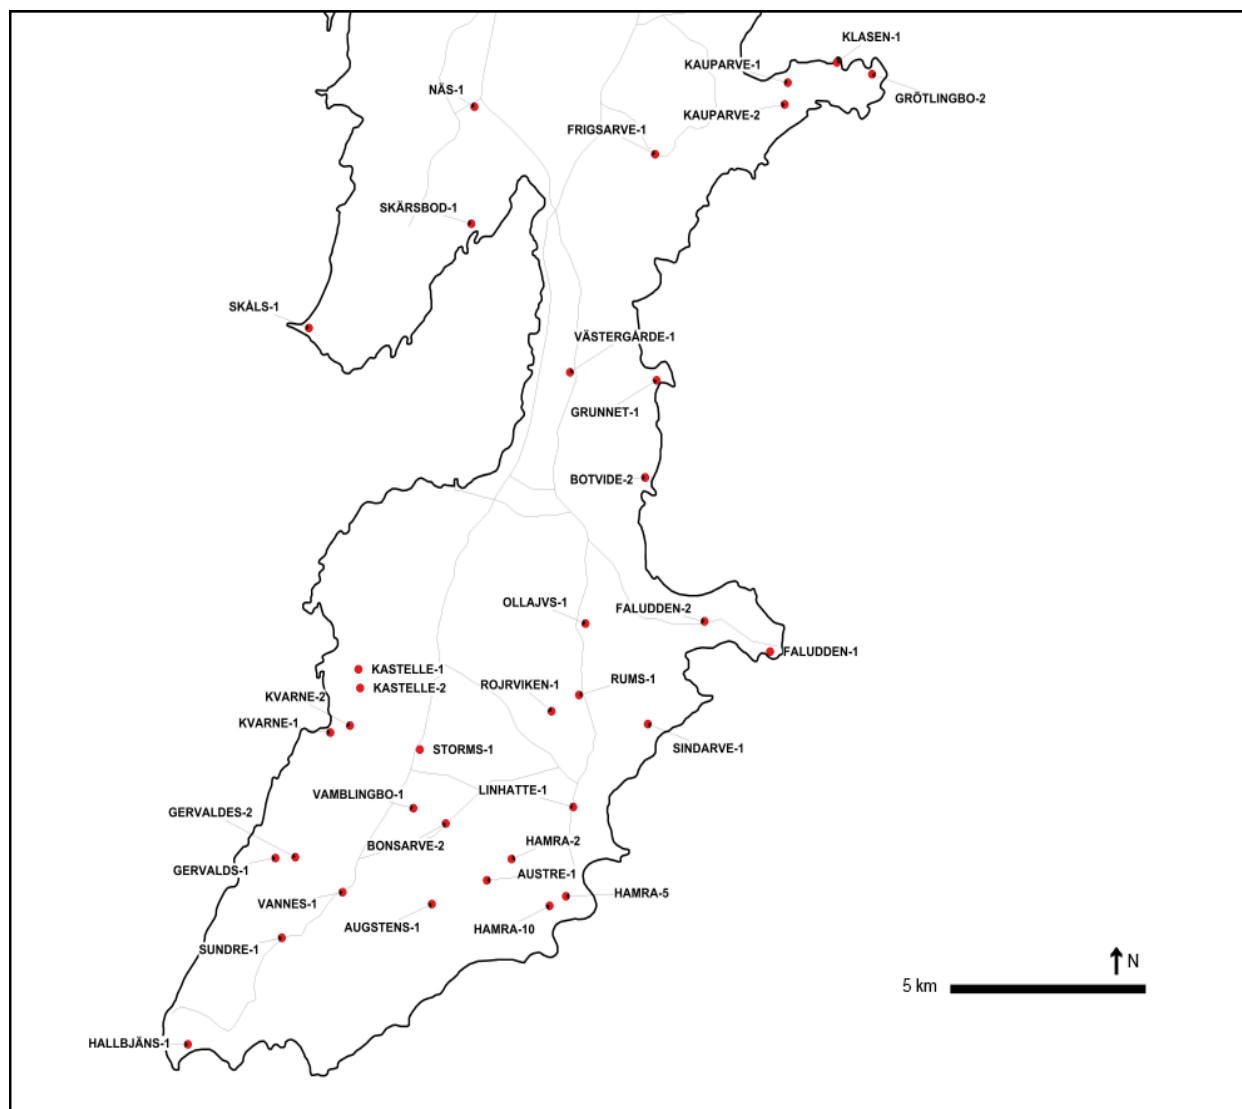 KLASEN-1
KAUPARVE-1
NÄS-1
GRÖTLINGBO-2
KAUPARVE-2
FRIGSARVE-1
SKÄRSBOD-1
SKÅLS-1
VÄSTERGÅRDE-1
GRUNNET-1
BOTVIDE-2
OLLAJVS-1
FALUDDEN-2
FALUDDEN-1
KASTELLE-1
RUMS-1
ROJRVIKEN-1
KASTELLE-2
KVARNE-2
KVARNE-1
STORMS-1
SINDARVE-1
LINHATTE-1
VAMBLINGBO-1
GERVALDES-2
HAMRA-2
BONSARVE-2
GERVALDS-1
AUSTRE-1
HAMRA-5
VANNES-1
AUGSTENS-1
HAMRA-10
SUNDRE-1
N
5 km
HALLBJÄNS-1